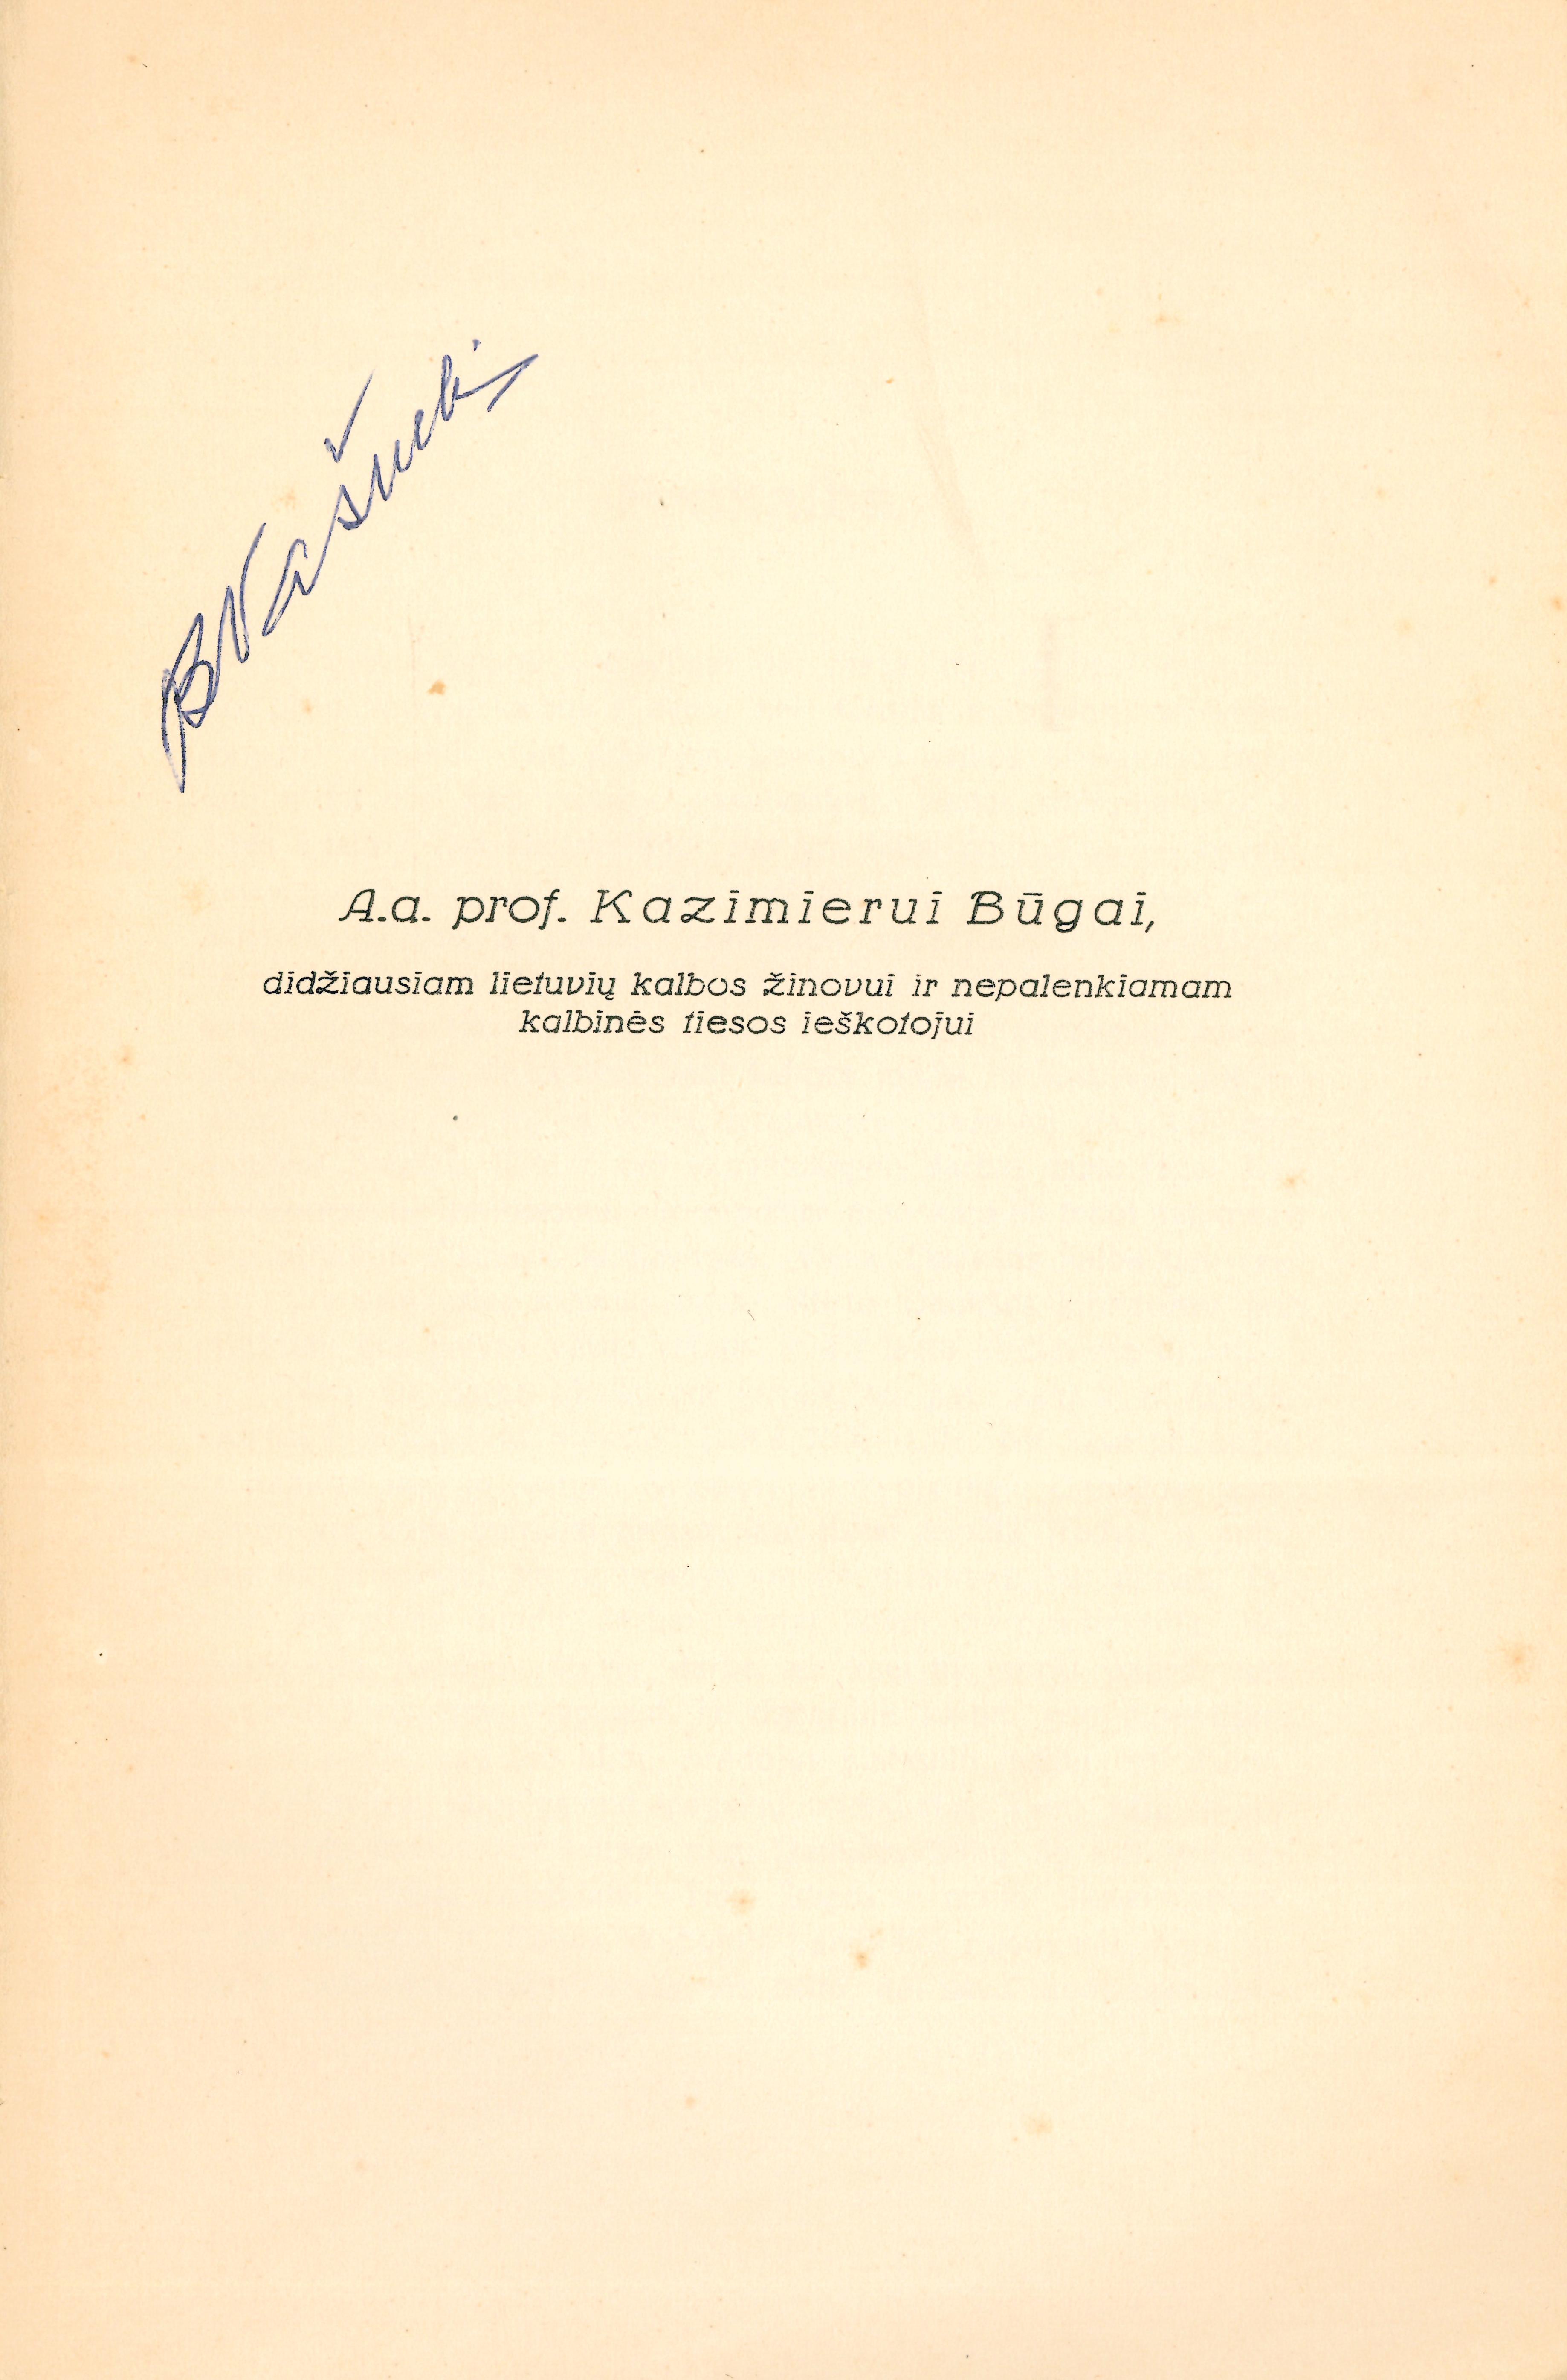 A.a. prof. Kazimierui Būgai,
didžiausiam lietuvių kalbos žinovui ir nepalenkiamam
kalbinės tiesos ieškotojui